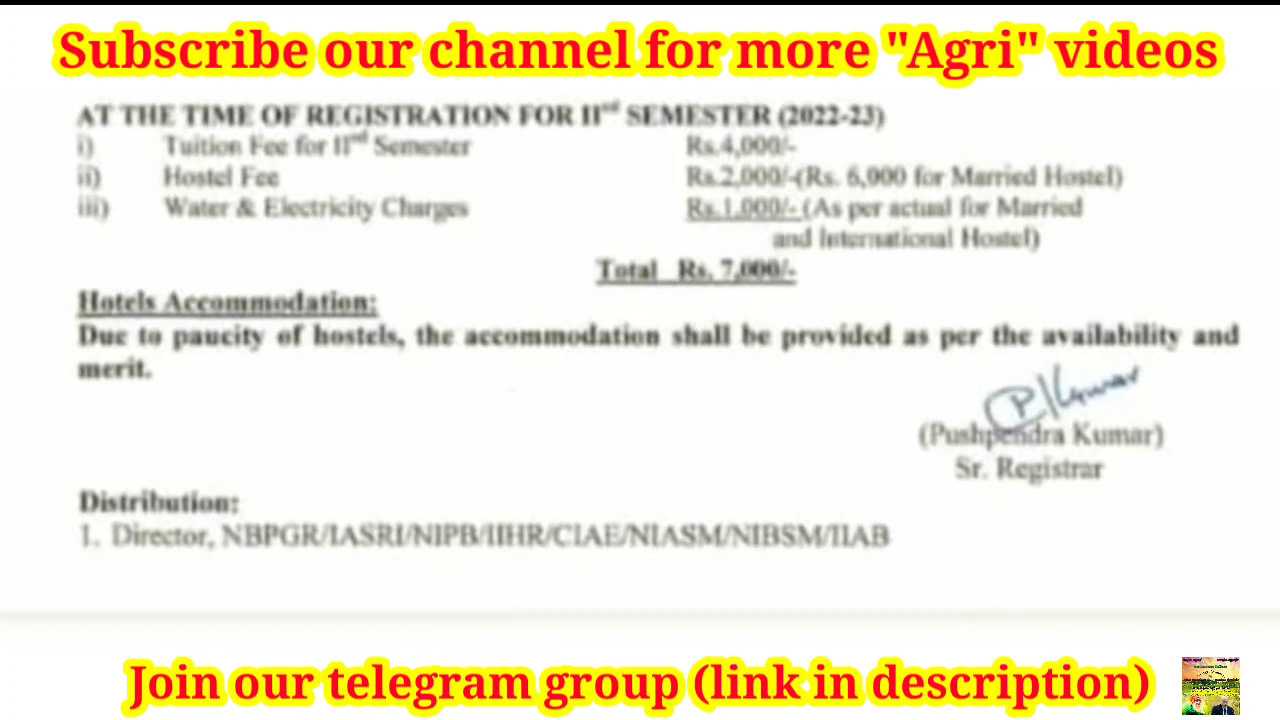 Subscribe our channel for more "Agri" videos
AT THE TIME OF REGISTRATION FOR IInd SEMESTER (2022-23)
i) Tuition Fee for IInd Semester Rs.4,000/-
ii) Hostel Fee Rs.2,000/-(Rs. 6,000 for Married Hostel)
iii) Water & Electricity Charges Rs.1,000/- (As per actual for Married
and International Hostel)
Total Rs. 7,000/-
Hotels Accommodation:
Due to paucity of hostels, the accommodation shall be provided as per the availability and
merit.
P/Kumar
(Pushpendra Kumar)
Sr. Registrar
Distribution:
1. Director, NBPGR/IASRI/NIPB/IIHR/CIAE/NIASM/NIBSM/IIAB
Join our telegram group (link in description)